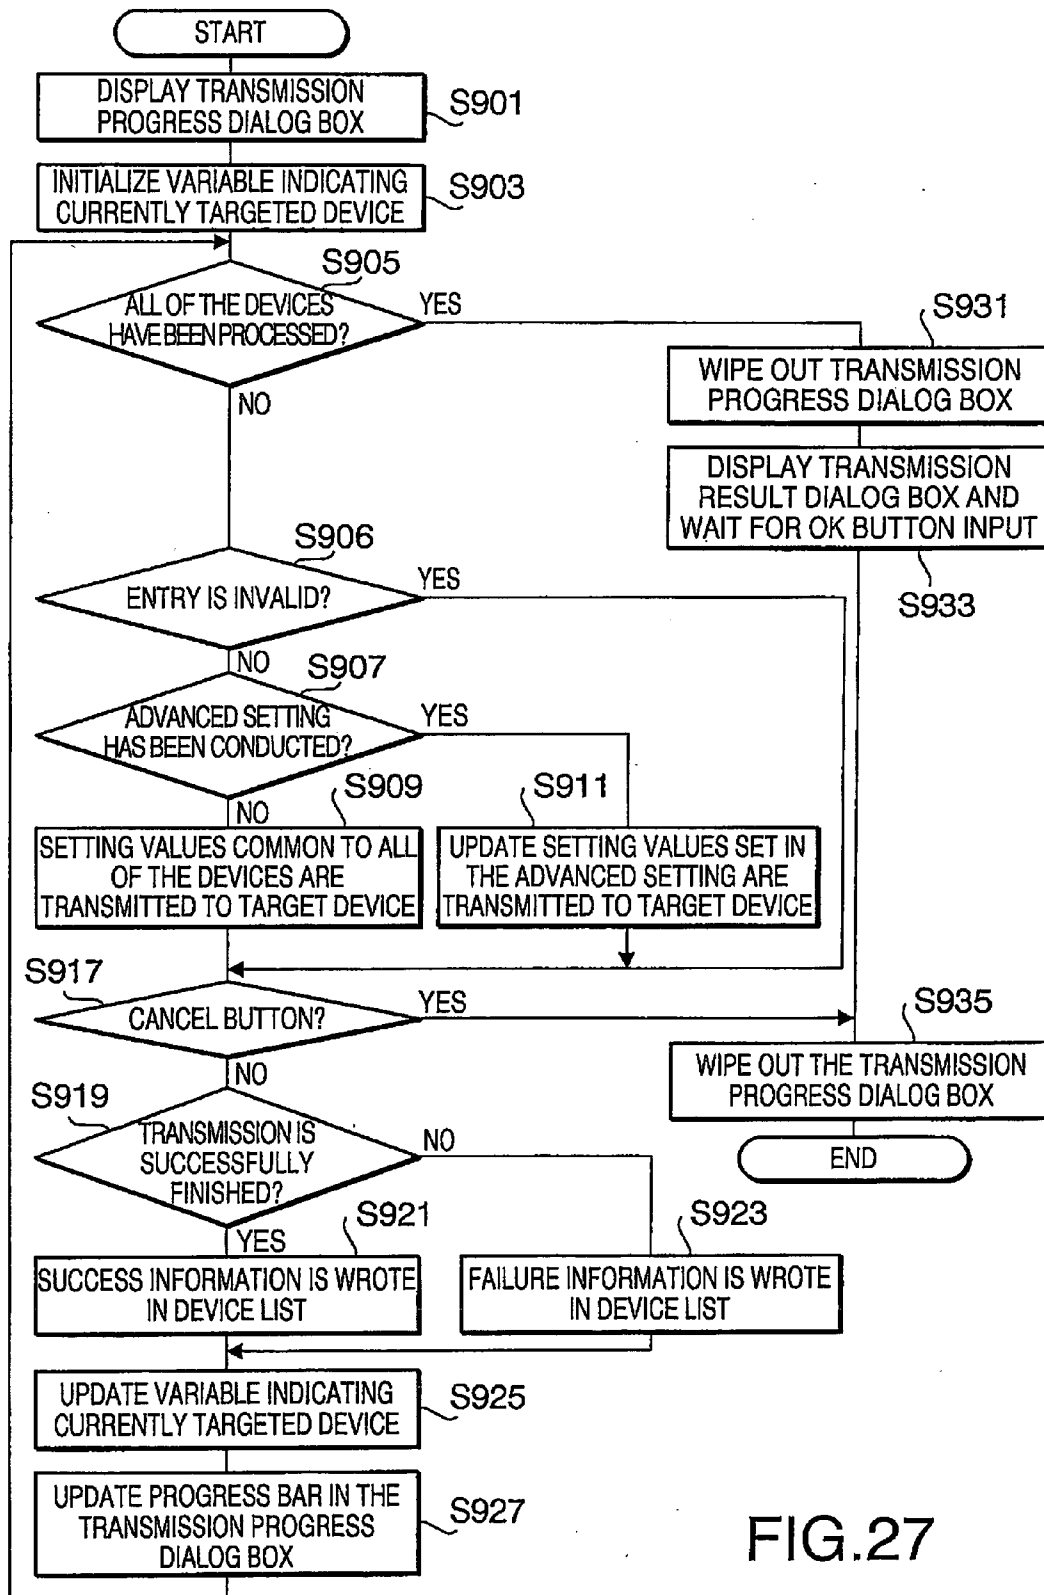 START
DISPLAY TRANSMISSION
PROGRESS DIALOG BOX
S901
INITIALIZE VARIABLE INDICATING
CURRENTLY TARGETED DEVICE
S903
S905
ALL OF THE DEVICES
HAVE BEEN PROCESSED?
YES
NO
S931
WIPE OUT TRANSMISSION
PROGRESS DIALOG BOX
DISPLAY TRANSMISSION
RESULT DIALOG BOX AND
WAIT FOR OK BUTTON INPUT
S933
S906
ENTRY IS INVALID?
YES
NO
S907
ADVANCED SETTING
HAS BEEN CONDUCTED?
YES
NO
S909
SETTING VALUES COMMON TO ALL
OF THE DEVICES ARE
TRANSMITTED TO TARGET DEVICE
S911
UPDATE SETTING VALUES SET IN
THE ADVANCED SETTING ARE
TRANSMITTED TO TARGET DEVICE
S917
CANCEL BUTTON?
YES
NO
S935
WIPE OUT THE TRANSMISSION
PROGRESS DIALOG BOX
END
S919
TRANSMISSION IS
SUCCESSFULLY
FINISHED?
NO
YES
S921
SUCCESS INFORMATION IS WROTE
IN DEVICE LIST
S923
FAILURE INFORMATION IS WROTE
IN DEVICE LIST
UPDATE VARIABLE INDICATING
CURRENTLY TARGETED DEVICE
S925
UPDATE PROGRESS BAR IN THE
TRANSMISSION PROGRESS
DIALOG BOX
S927
FIG.27